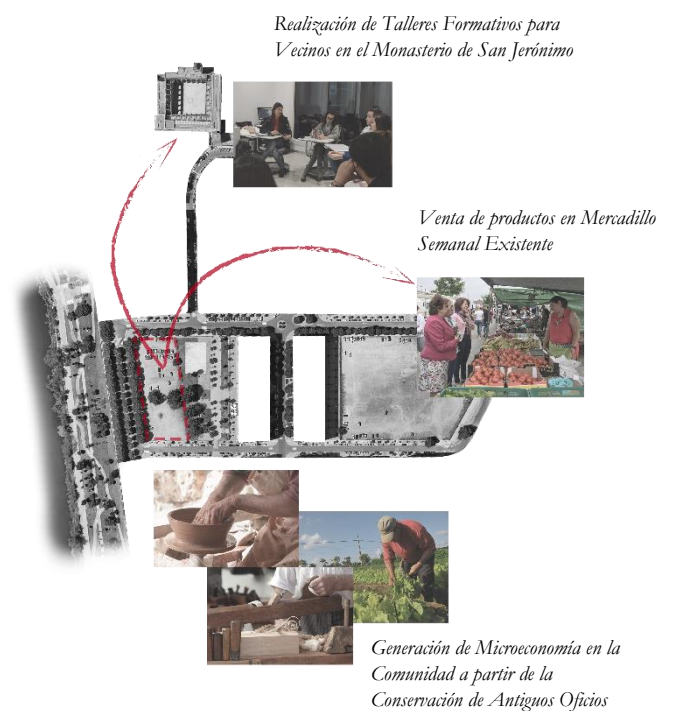 Realización de Talleres Formativos para
Vecinos en el Monasterio de San Jerónimo
Venta de productos en Mercadillo
Semanal Existente
Generación de Microeconomía en la
Comunidad a partir de la
Conservación de Antiguos Oficios